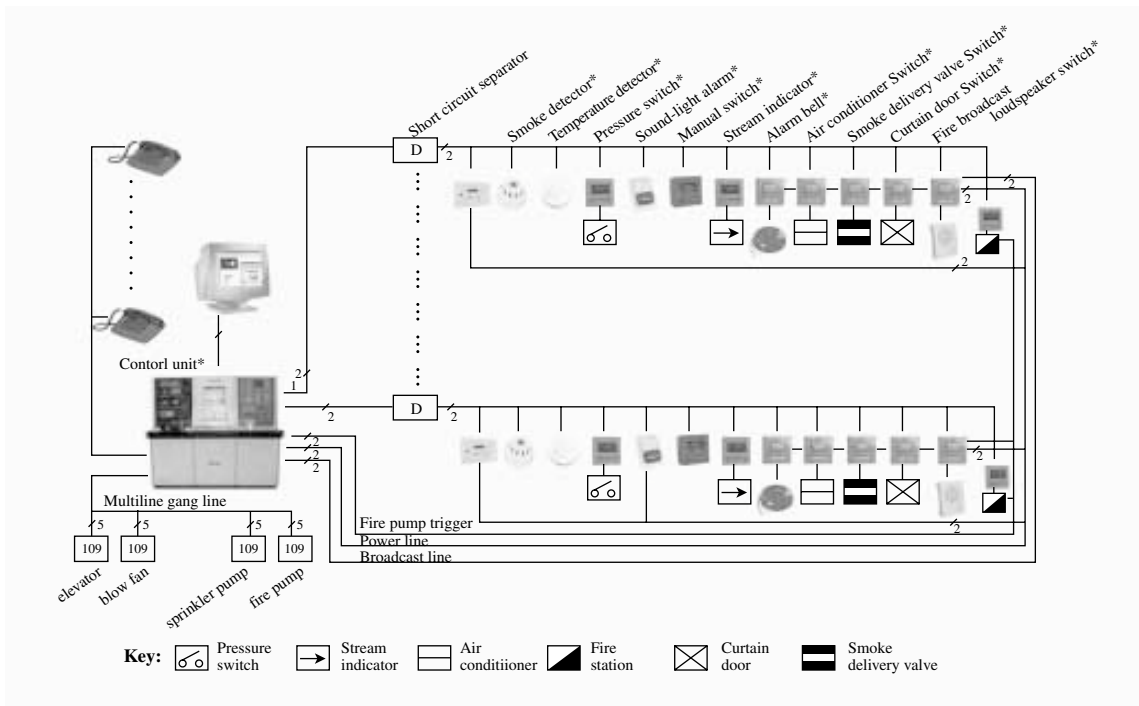 Short circuit separator
Smoke detector*
Temperature detector*
Pressure switch*
Sound-light alarm*
Manual switch*
Stream indicator*
Alarm bell*
Air conditioner Switch*
Smoke delivery valve Switch*
Curtain door Switch*
Fire broadcast
loudspeaker switch*
D
2
2
2
2
Contorl unit*
2
1
2
D
2
2
2
2
2
2
Multiline gang line
5
5
5
5
109
109
109
109
elevator
blow fan
sprinkler pump
fire pump
Fire pump trigger
Power line
Broadcast line
Key:
Pressure
switch
Stream
indicator
Air
conditiioner
Fire
station
Curtain
door
Smoke
delivery valve